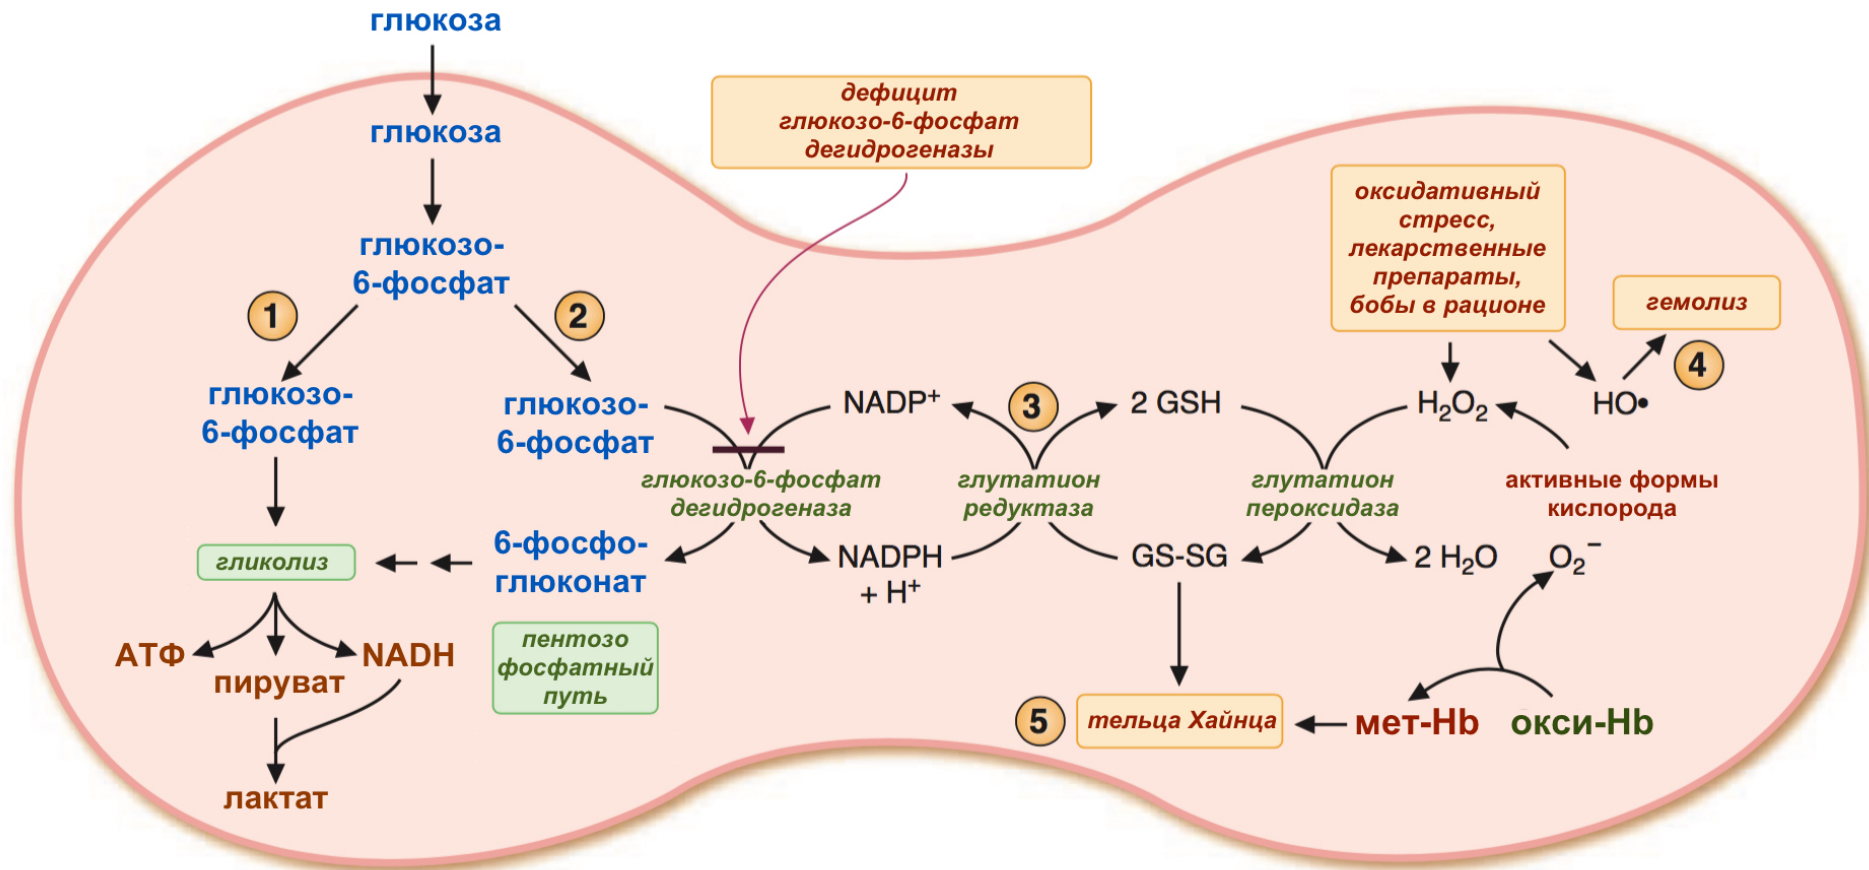 глюкоза
глюкоза
глюкозо-
6-фосфат
1
2
глюкозо-
6-фосфат
глюкозо-
6-фосфат
дефицит
глюкозо-6-фосфат
дегидрогеназы
NADP⁺
3
2 GSH
H₂O₂
HO•
оксидативный
стресс,
лекарственные
препараты,
бобы в рационе
гемолиз
4
глюкозо-6-фосфат
дегидрогеназа
глутатион
редуктаза
глутатион
пероксидаза
активные формы
кислорода
гликолиз
6-фосфо-
глюконат
NADPH
+ H⁺
GS-SG
2 H₂O
O₂⁻
АТФ
пируват
NADH
лактат
пентозо
фосфатный
путь
5
тельца Хайнца
мет-Hb
окси-Hb